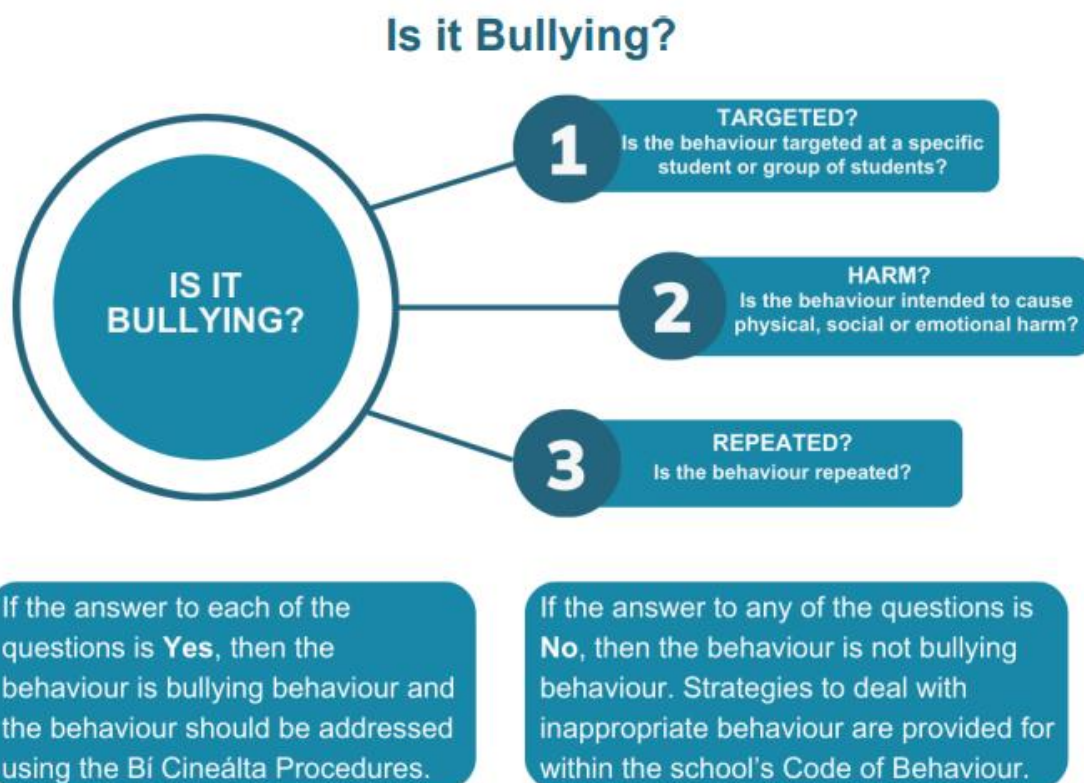 Is it Bullying?
1
TARGETED?
Is the behaviour targeted at a specific
student or group of students?
IS IT
BULLYING?
2
HARM?
Is the behaviour intended to cause
physical, social or emotional harm?
3
REPEATED?
Is the behaviour repeated?
If the answer to each of the
questions is Yes, then the
behaviour is bullying behaviour and
the behaviour should be addressed
using the Bí Cineálta Procedures.
If the answer to any of the questions is
No, then the behaviour is not bullying
behaviour. Strategies to deal with
inappropriate behaviour are provided for
within the school's Code of Behaviour.